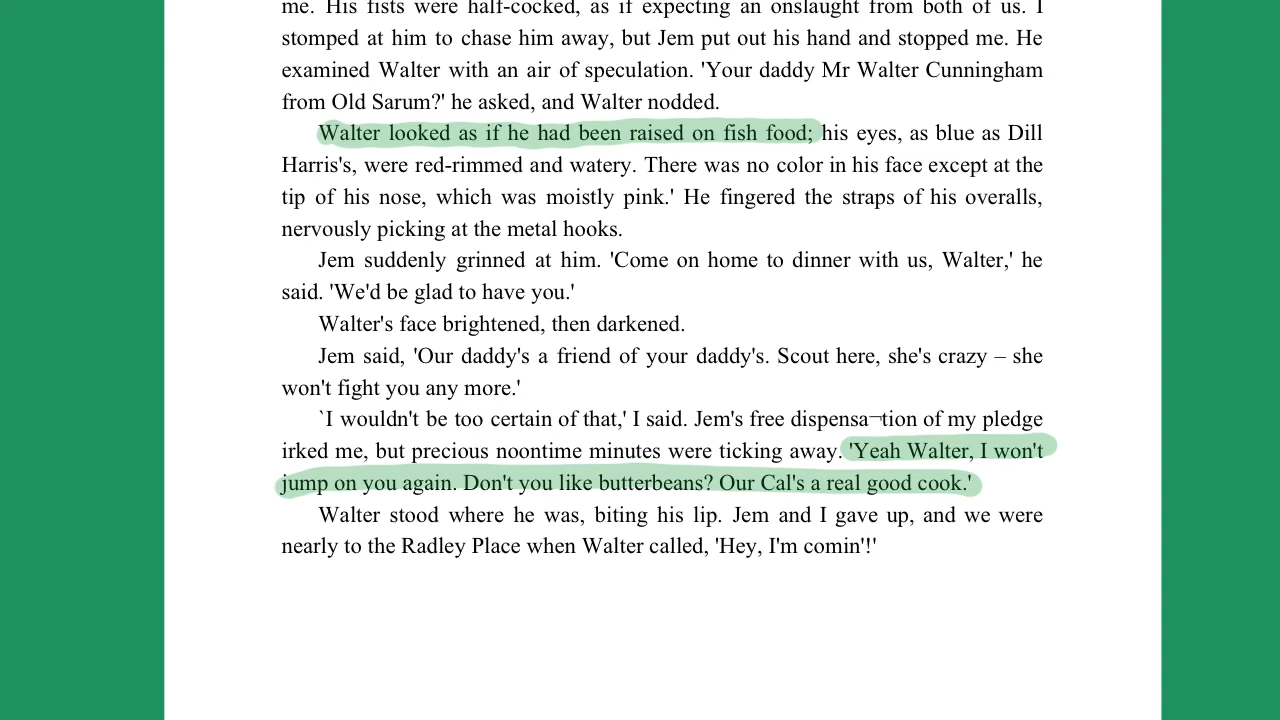 me. His fists were half-cocked, as if expecting an onslaught from both of us. I
stomped at him to chase him away, but Jem put out his hand and stopped me. He
examined Walter with an air of speculation. 'Your daddy Mr Walter Cunningham
from Old Sarum?' he asked, and Walter nodded.
Walter looked as if he had been raised on fish food; his eyes, as blue as Dill
Harris's, were red-rimmed and watery. There was no color in his face except at the
tip of his nose, which was moistly pink.' He fingered the straps of his overalls,
nervously picking at the metal hooks.
Jem suddenly grinned at him. 'Come on home to dinner with us, Walter,' he
said. 'We'd be glad to have you.'
Walter's face brightened, then darkened.
Jem said, 'Our daddy's a friend of your daddy's. Scout here, she's crazy – she
won't fight you any more.'
`I wouldn't be too certain of that,' I said. Jem's free dispensa¬tion of my pledge
irked me, but precious noontime minutes were ticking away. 'Yeah Walter, I won't
jump on you again. Don't you like butterbeans? Our Cal's a real good cook.'
Walter stood where he was, biting his lip. Jem and I gave up, and we were
nearly to the Radley Place when Walter called, 'Hey, I'm comin'!'